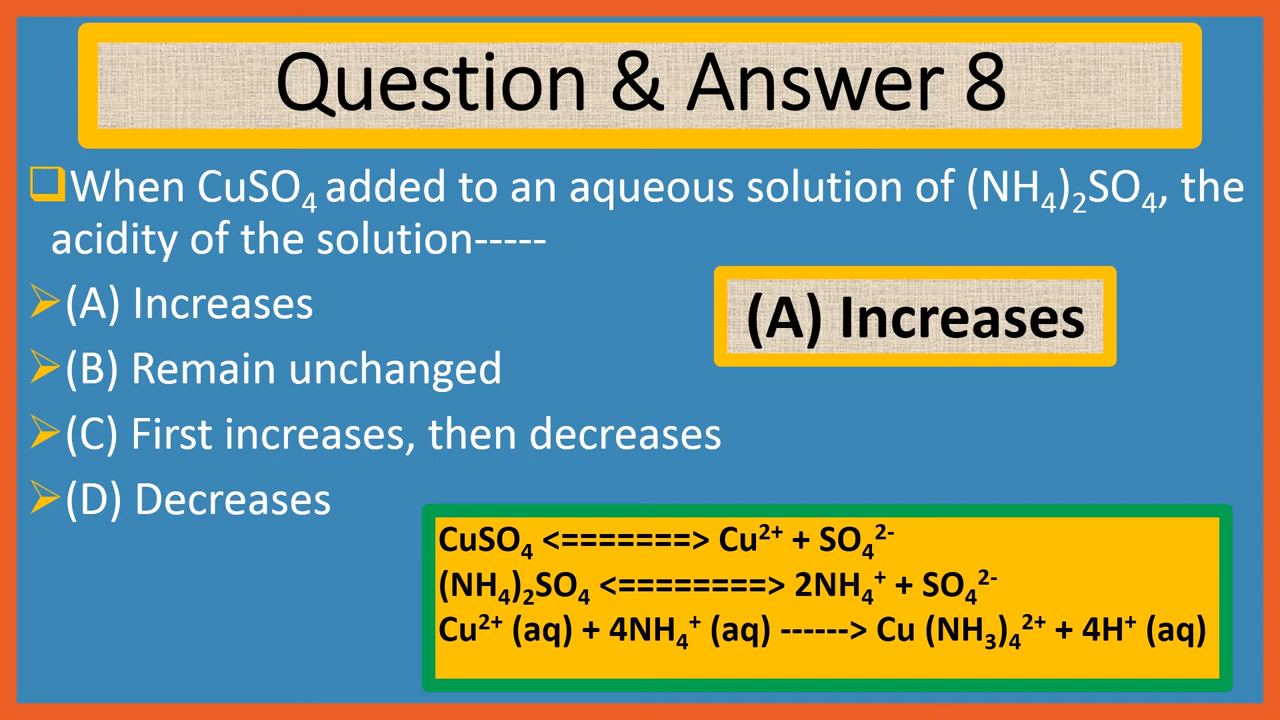 Question & Answer 8
When CuSO₄ added to an aqueous solution of (NH₄)₂SO₄, the
acidity of the solution-----
(A) Increases
(A) Increases
(B) Remain unchanged
(C) First increases, then decreases
(D) Decreases
CuSO₄ <=======> Cu²⁺ + SO₄²⁻
(NH₄)₂SO₄ <========> 2NH₄⁺ + SO₄²⁻
Cu²⁺ (aq) + 4NH₄⁺ (aq) ------> Cu (NH₃)₄²⁺ + 4H⁺ (aq)